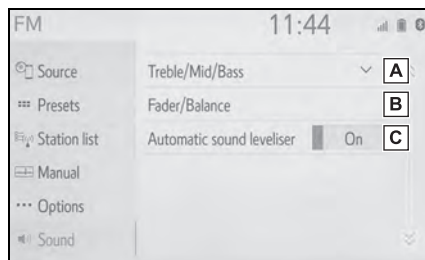 FM 11:44
Source
Treble/Mid/Bass A
Presets
Fader/Balance B
Station list
Automatic sound leveliser On C
Manual
Options
Sound